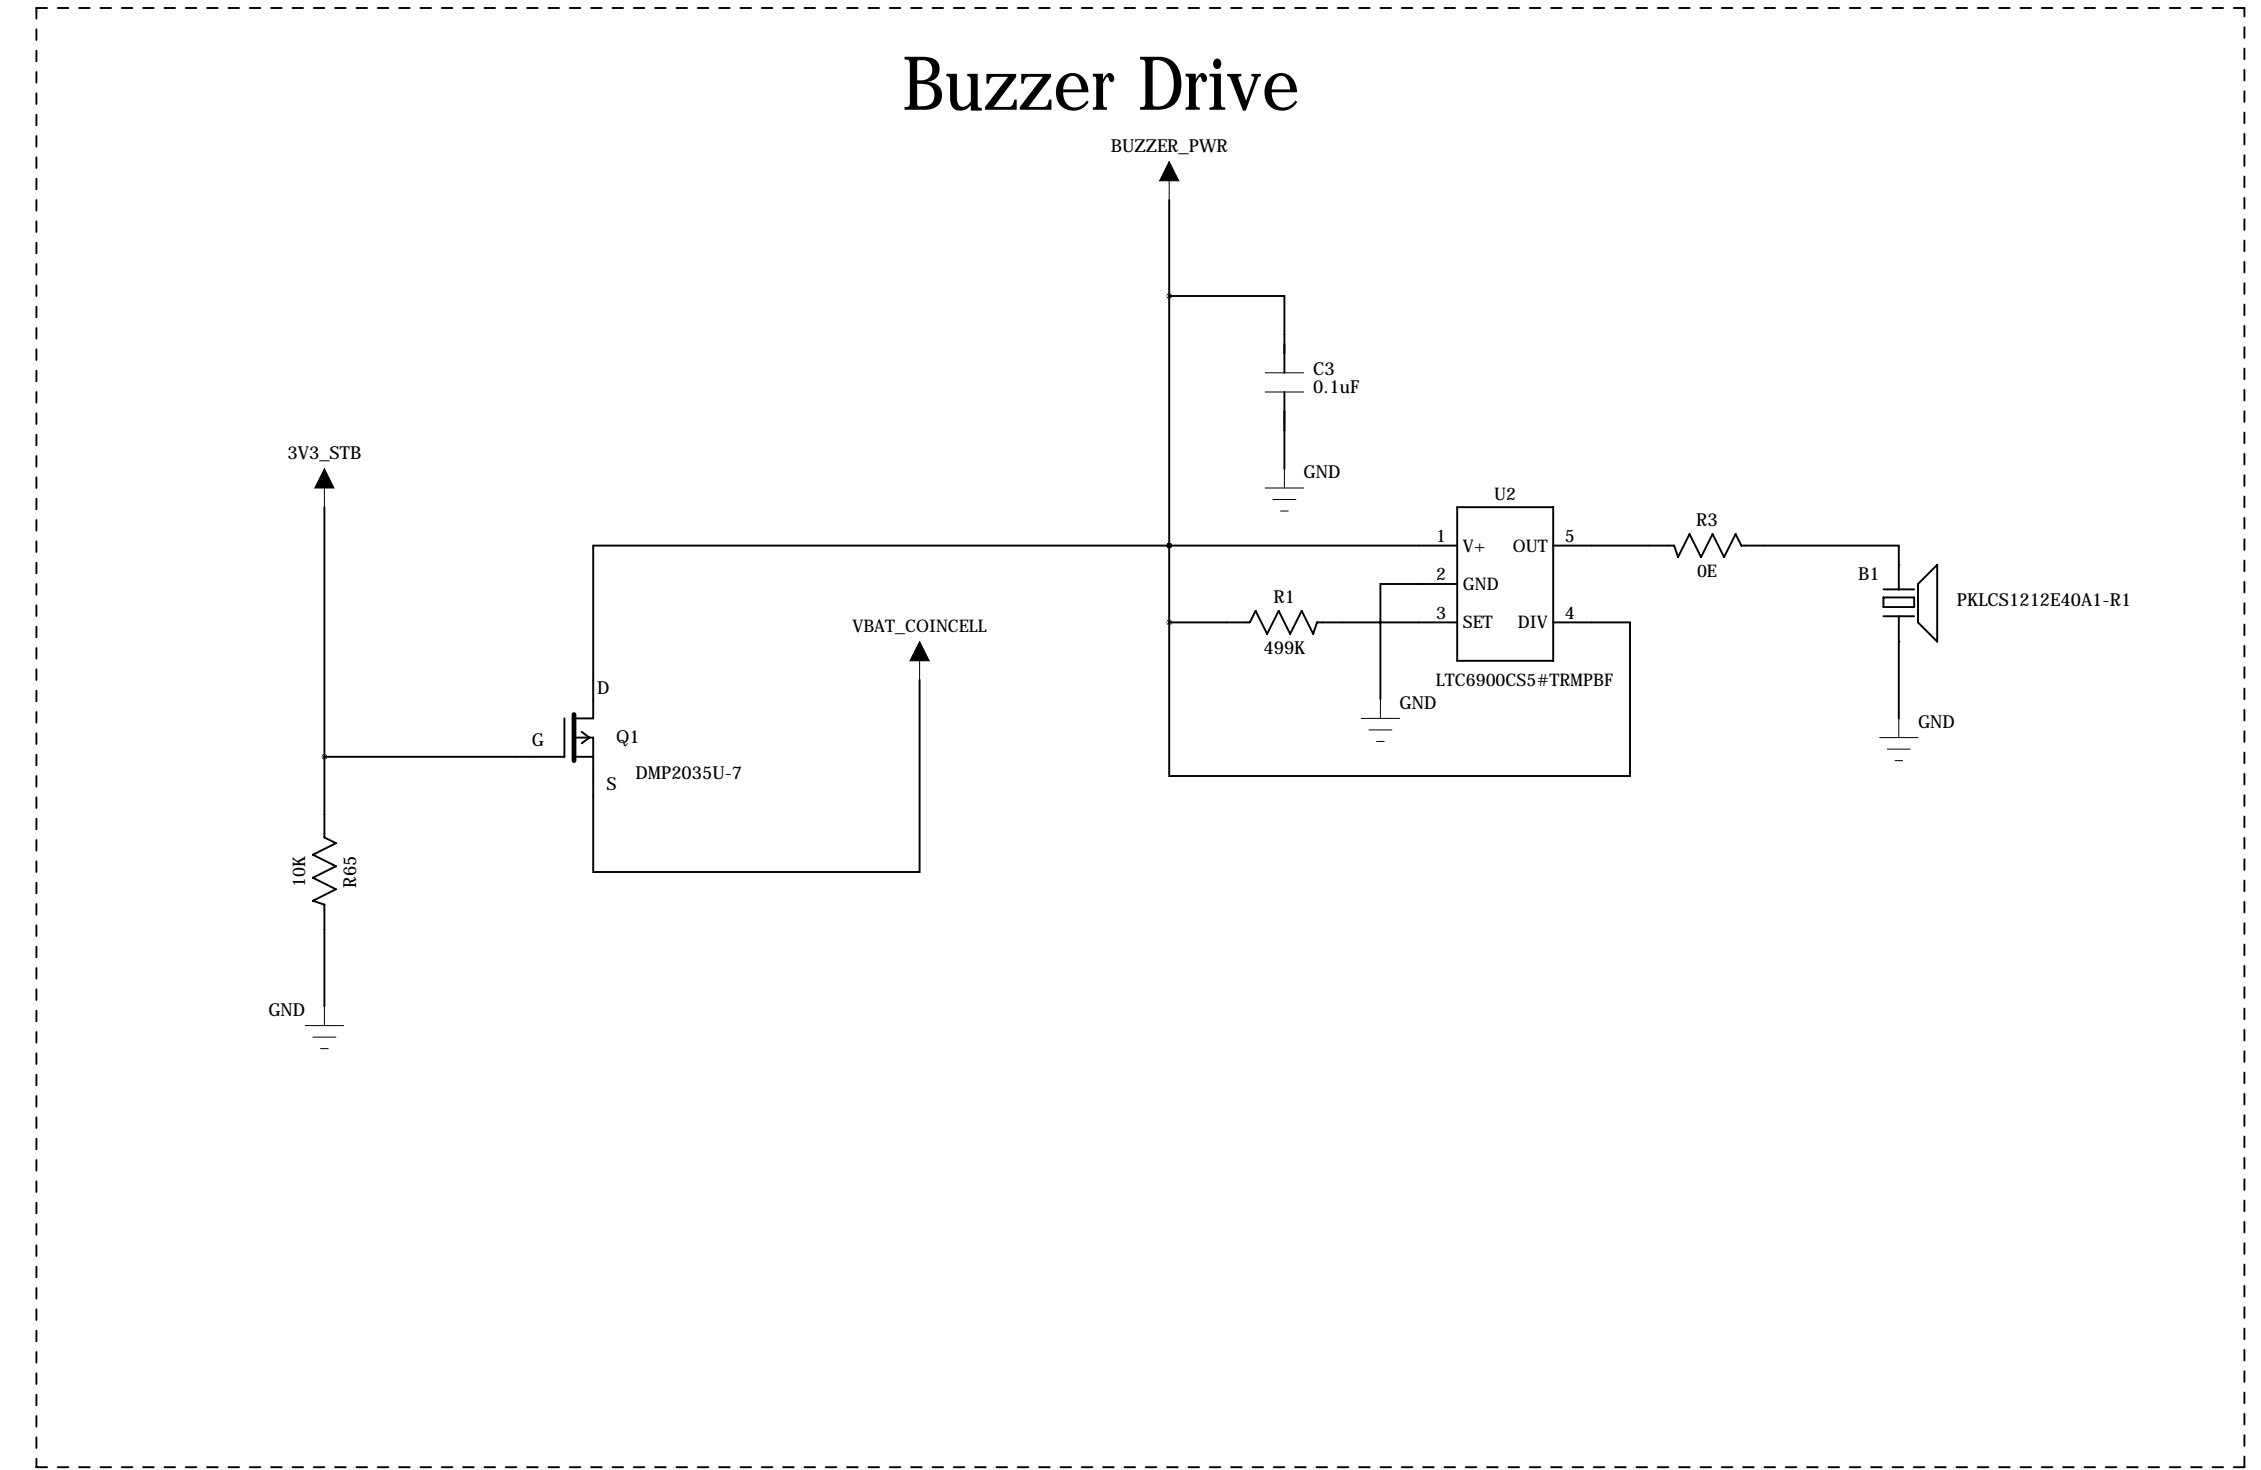 Buzzer Drive
BUZZER_PWR
C3
0.1uF
GND
3V3_STB
U2
1
V+
OUT
5
2
GND
3
SET
DIV
4
LTC6900CS5#TRMPBF
R3
0E
B1
PKLCS1212E40A1-R1
GND
R1
499K
GND
VBAT_COINCELL
D
G
Q1
DMP2035U-7
S
10K
R65
GND